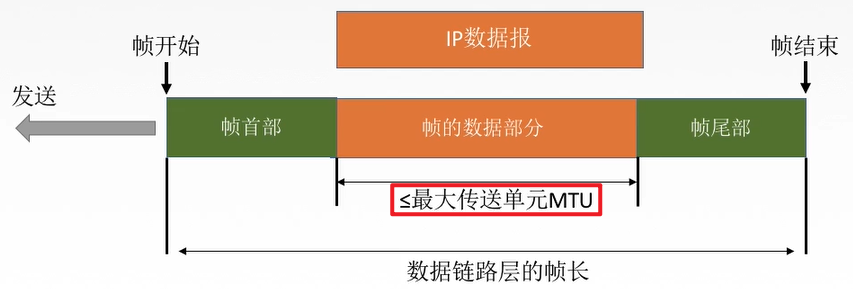 IP数据报
帧开始
帧结束
发送
帧首部
帧的数据部分
帧尾部
≤最大传送单元MTU
数据链路层的帧长